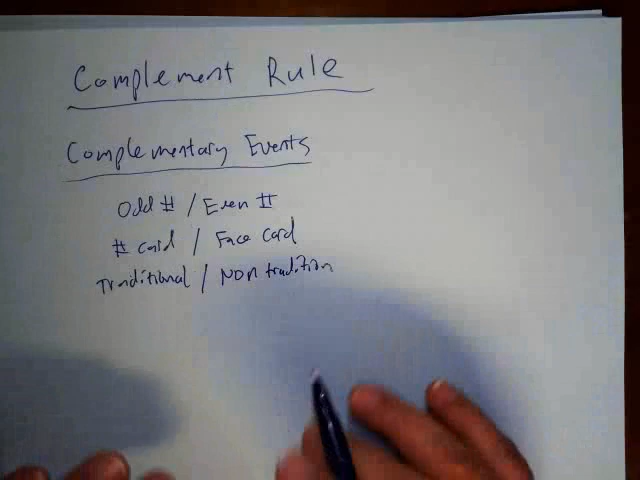 Complement Rule
Complementary Events
Odd # / Even #
# card / Face Card
Traditional / Non tradition